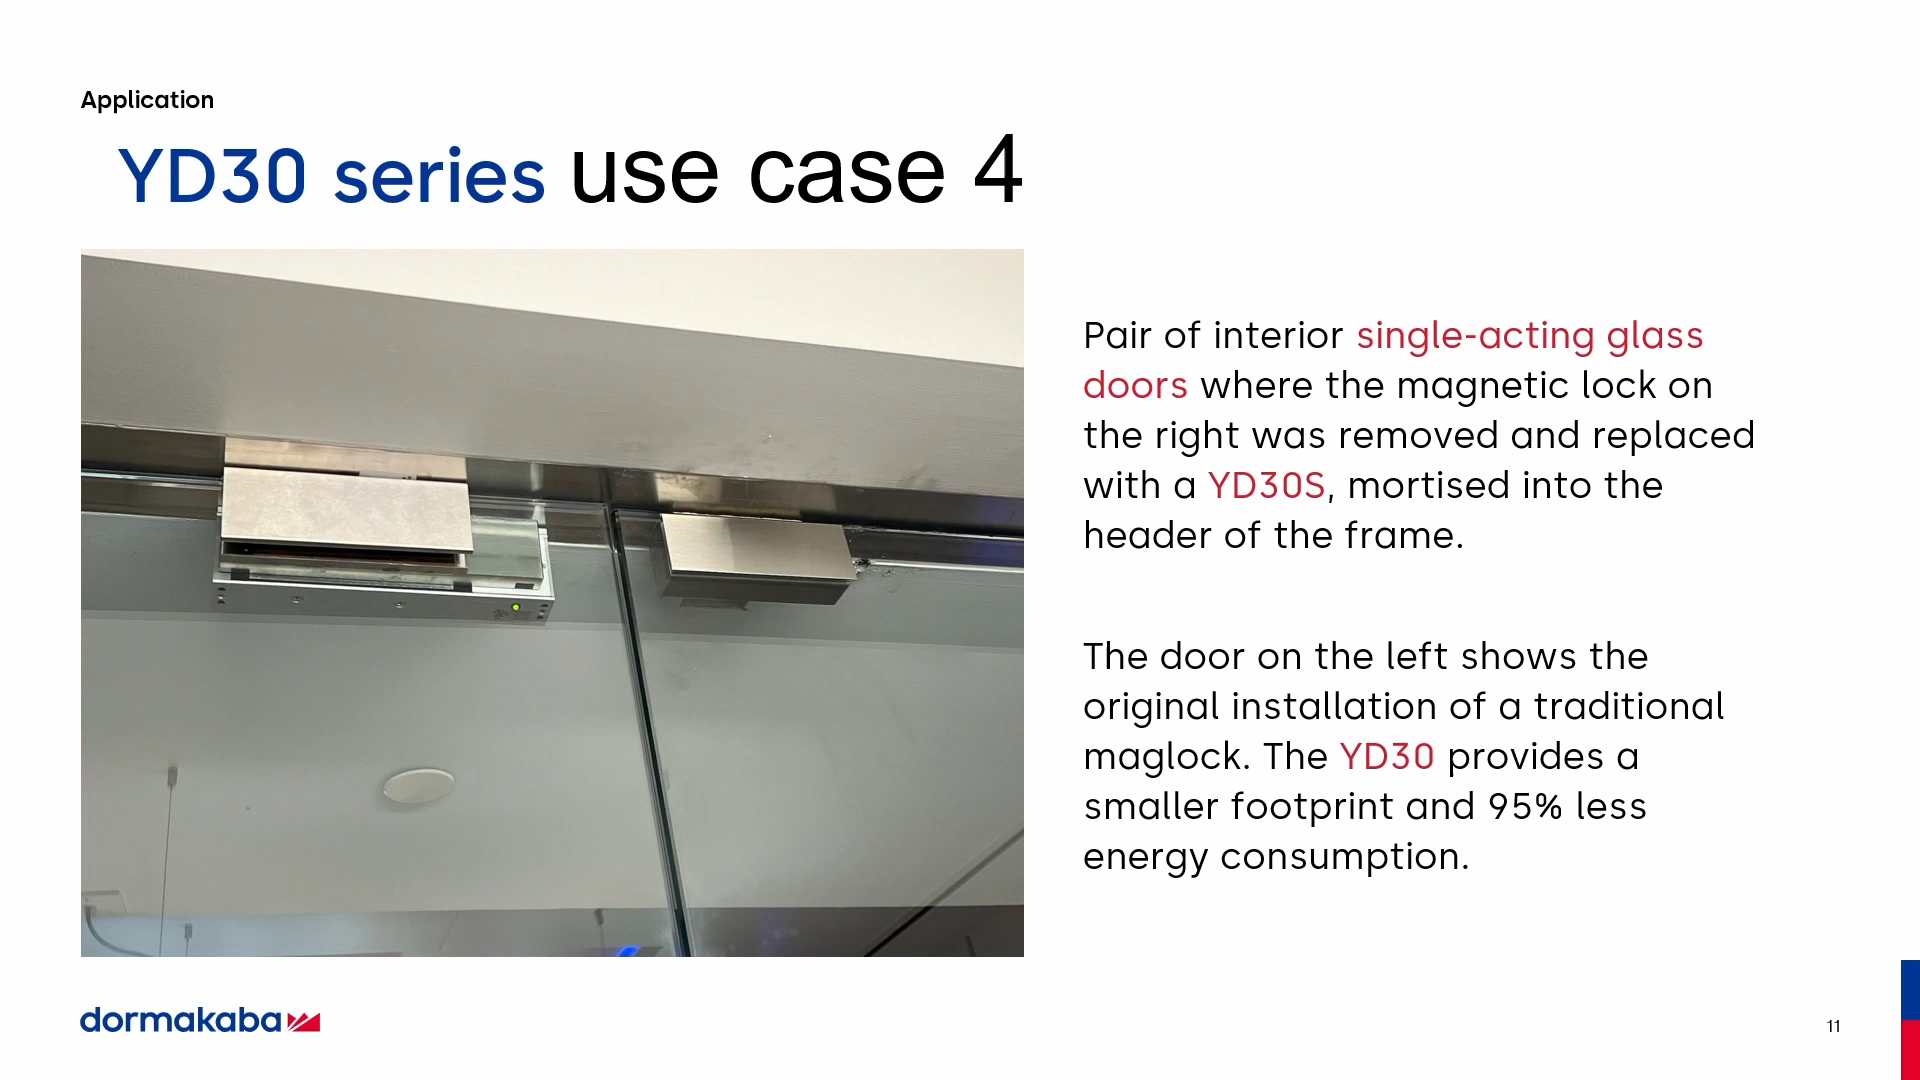 Application
YD30 series use case 4
Pair of interior single-acting glass
doors where the magnetic lock on
the right was removed and replaced
with a YD30S, mortised into the
header of the frame.
The door on the left shows the
original installation of a traditional
maglock. The YD30 provides a
smaller footprint and 95% less
energy consumption.
dormakaba
11